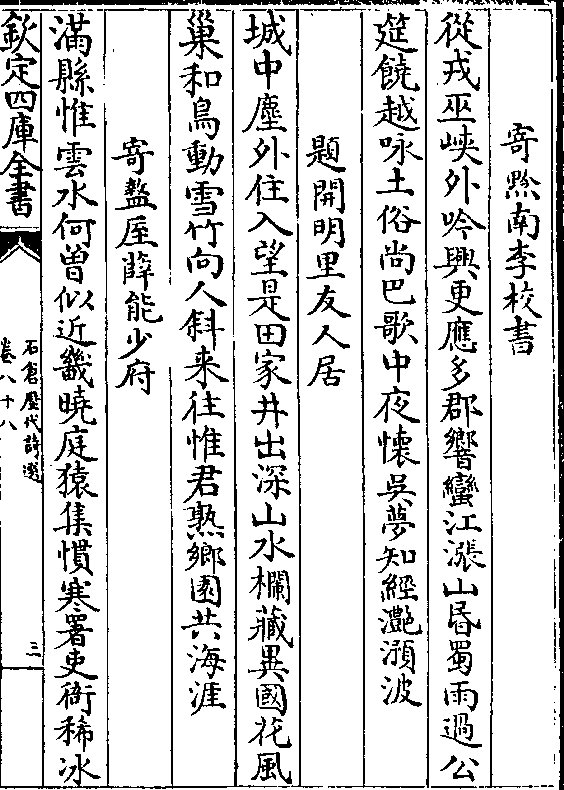 寄黔南李校書
從戎巫峽外吟興更應多郡響蠻江漲山昏蜀雨過公
筵饒越咏土俗尚巴歌中夜懐吳夢知經灧澦波
題開明里友人居
城中塵外住入望是田家井出深山水欄藏異國花風
巢和鳥動雪竹向人斜来往惟君熟鄉園共海涯
寄盩厔薛能少府
滿縣惟雲水何曽似近畿曉庭猿集慣寒署吏衙稀冰
欽定四庫全書
石倉歷代詩選
卷八十八
三